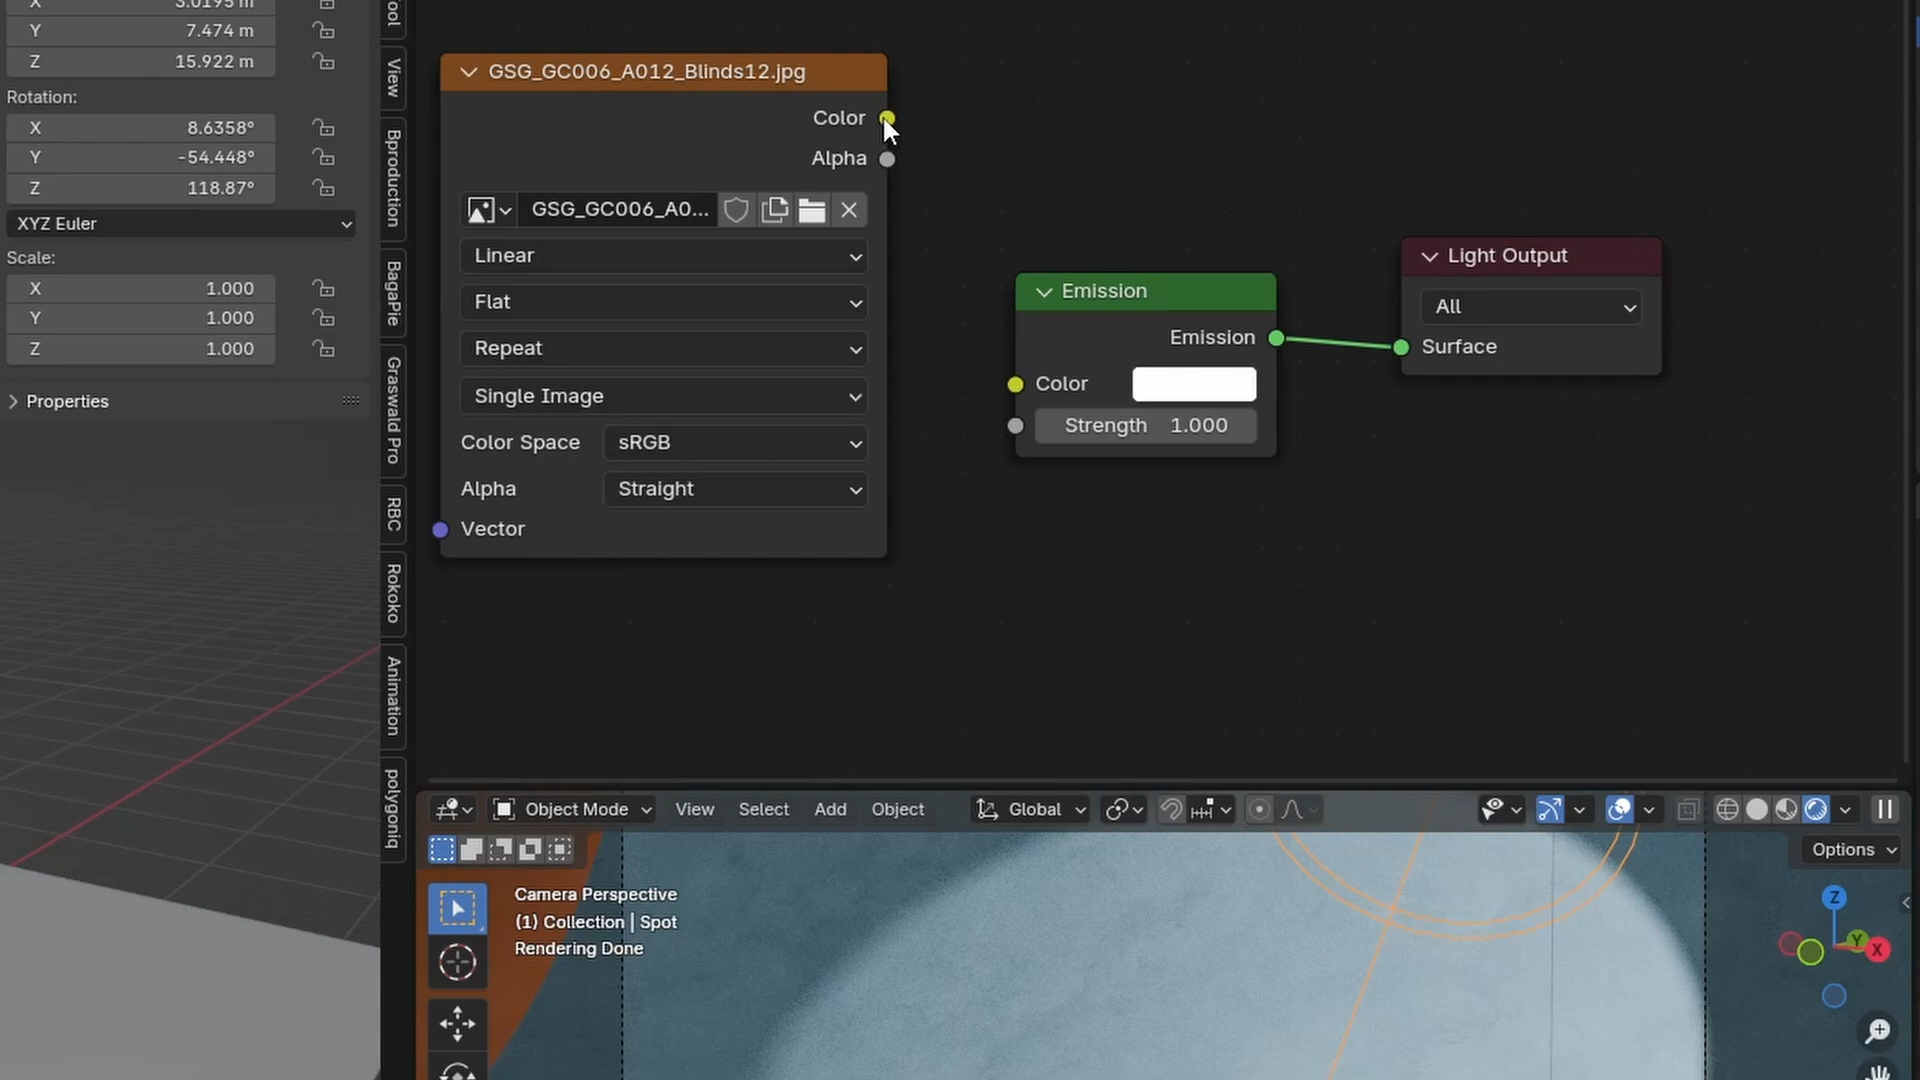 X 3.0195 m
Y 7.474 m
Z 15.922 m
Rotation:
X 8.6358°
Y -54.448°
Z 118.87°
XYZ Euler
Scale:
X 1.000
Y 1.000
Z 1.000
Properties
View
Bproduction
BagaPie
Graswald Pro
RBC
Rokoko
Animation
polygoniq
GSG_GC006_A012_Blinds12.jpg
Color
Alpha
GSG_GC006_A0...
Linear
Flat
Repeat
Single Image
Color Space sRGB
Alpha Straight
Vector
Emission
Emission
Color
Strength 1.000
Light Output
All
Surface
Object Mode View Select Add Object Global
Options
Camera Perspective
(1) Collection | Spot
Rendering Done
Z
Y
X